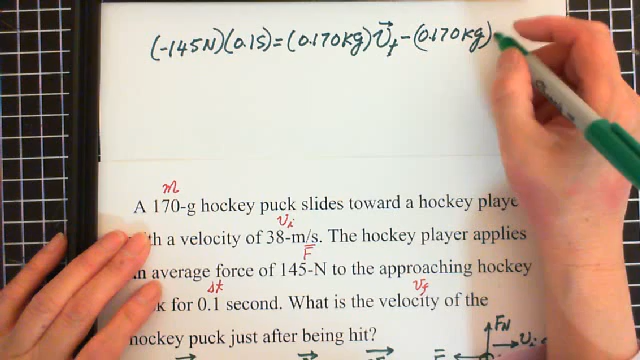 (-145N)(0.1s)=(0.170kg)v⃗f-(0.170kg)
m
A 170-g hockey puck slides toward a hockey playe
vi
with a velocity of 38-m/s. The hockey player applies
F
an average force of 145-N to the approaching hockey
Δt vf
k for 0.1 second. What is the velocity of the
hockey puck just after being hit?
FN
vi